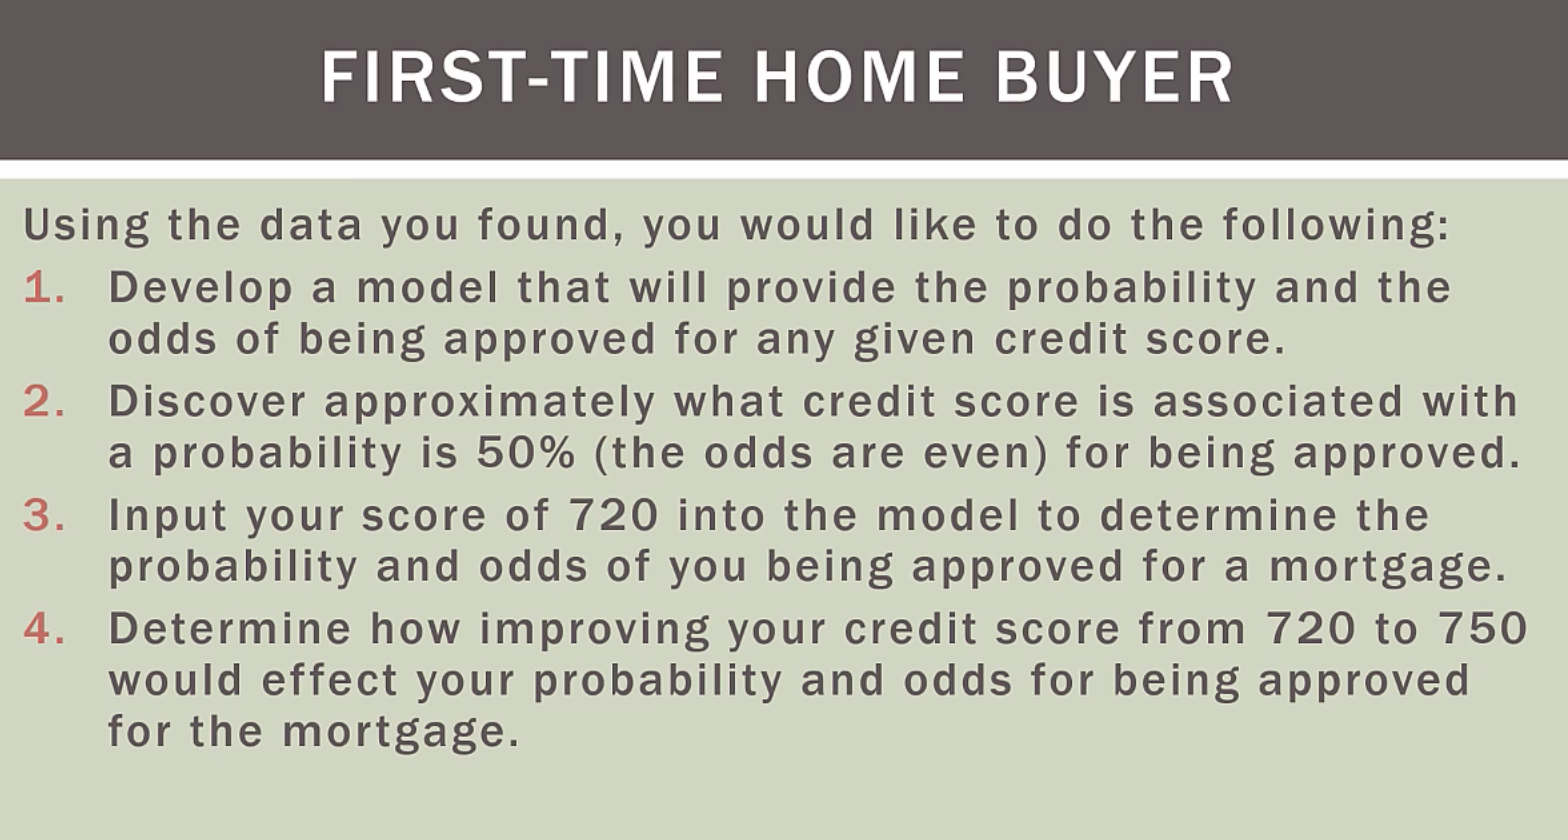 FIRST-TIME HOME BUYER
Using the data you found, you would like to do the following:
1. Develop a model that will provide the probability and the
odds of being approved for any given credit score.
2. Discover approximately what credit score is associated with
a probability is 50% (the odds are even) for being approved.
3. Input your score of 720 into the model to determine the
probability and odds of you being approved for a mortgage.
4. Determine how improving your credit score from 720 to 750
would effect your probability and odds for being approved
for the mortgage.